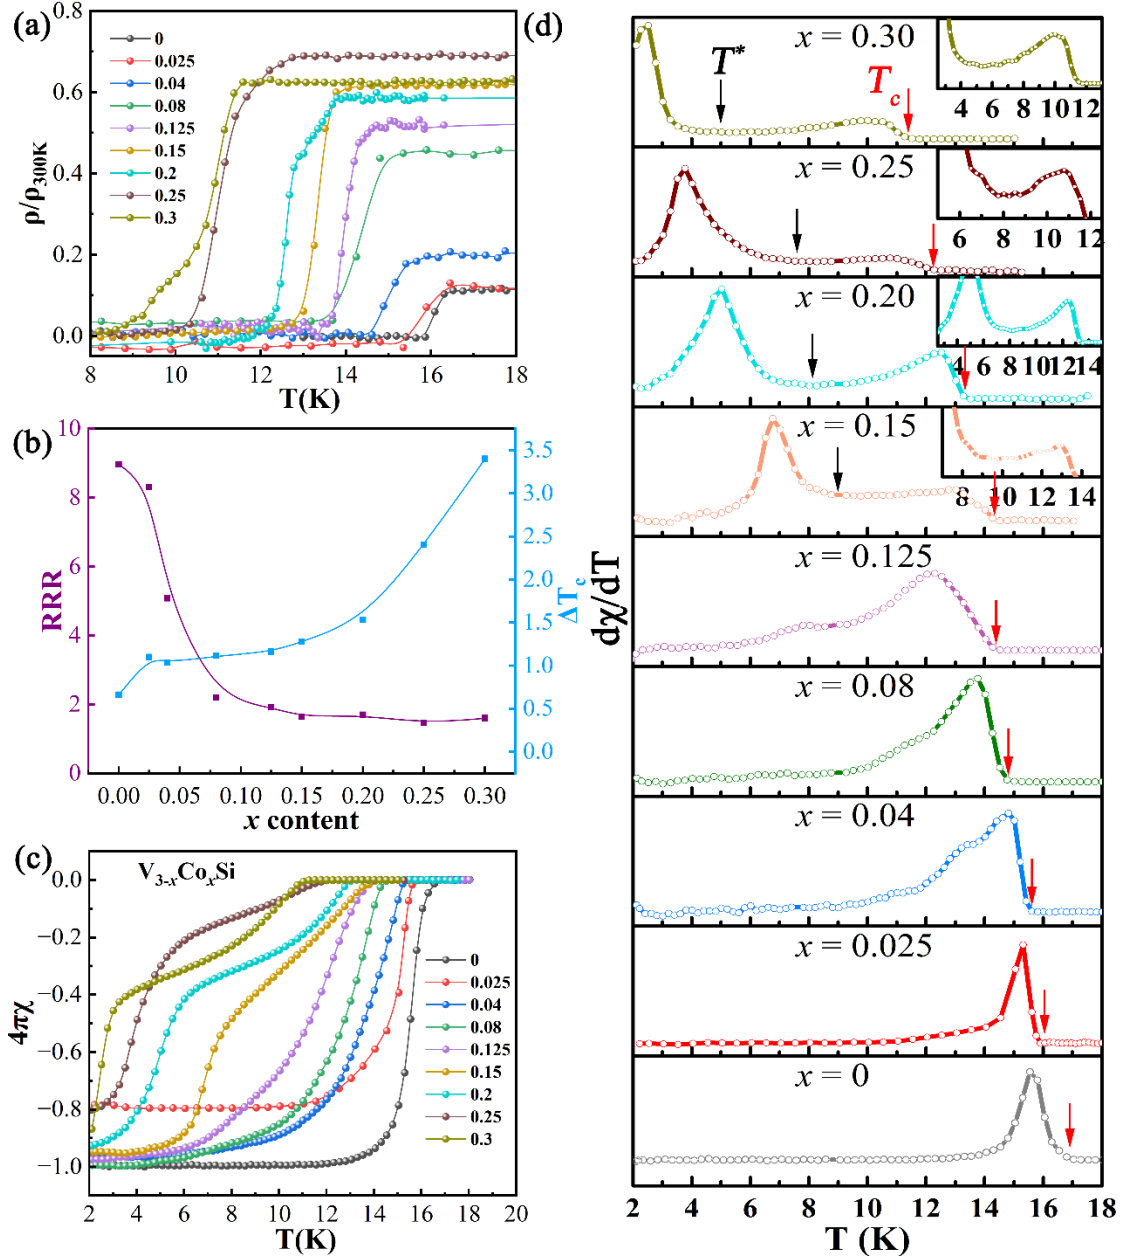 (a)
0.8
0.6
0.4
0.2
0.0
ρ/ρ300K
0
0.025
0.04
0.08
0.125
0.15
0.2
0.25
0.3
8 10 12 14 16 18
T(K)
(b)
10
8
6
4
2
0
RRR
3.5
3.0
2.5
2.0
1.5
1.0
0.5
0.0
ΔTc
0.00 0.05 0.10 0.15 0.20 0.25 0.30
x content
(c)
V3-xCoxSi
0.0
−0.2
−0.4
−0.6
−0.8
−1.0
4πχ
0
0.025
0.04
0.08
0.125
0.15
0.2
0.25
0.3
2 4 6 8 10 12 14 16 18 20
T(K)
(d)
x = 0.30
T*
Tc
4 6 8 10 12
x = 0.25
6 8 10 12
x = 0.20
4 6 8 10 12 14
x = 0.15
8 10 12 14
x = 0.125
x = 0.08
x = 0.04
x = 0.025
x = 0
dχ/dT
2 4 6 8 10 12 14 16 18
T (K)